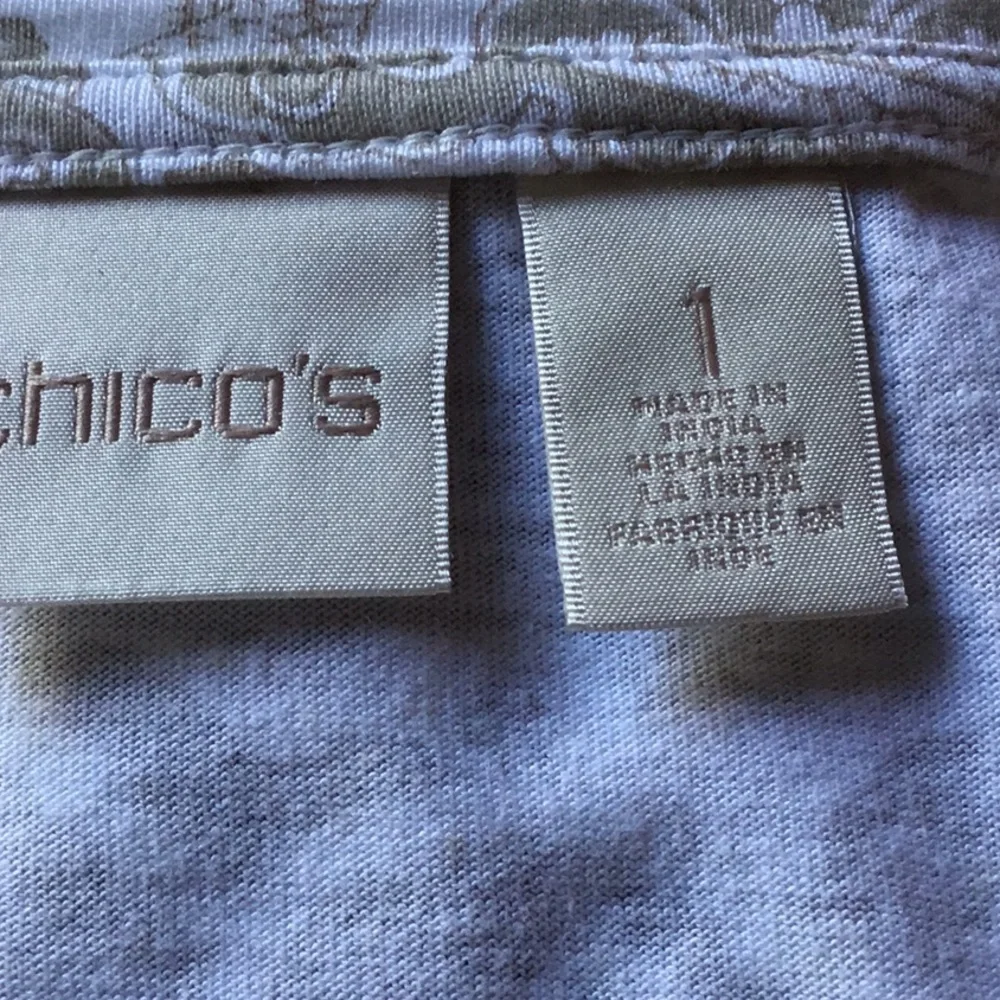 chico's
1
MADE IN
INDIA
HECHO EN
LA INDIA
FABRIQUÉ EN
INDE